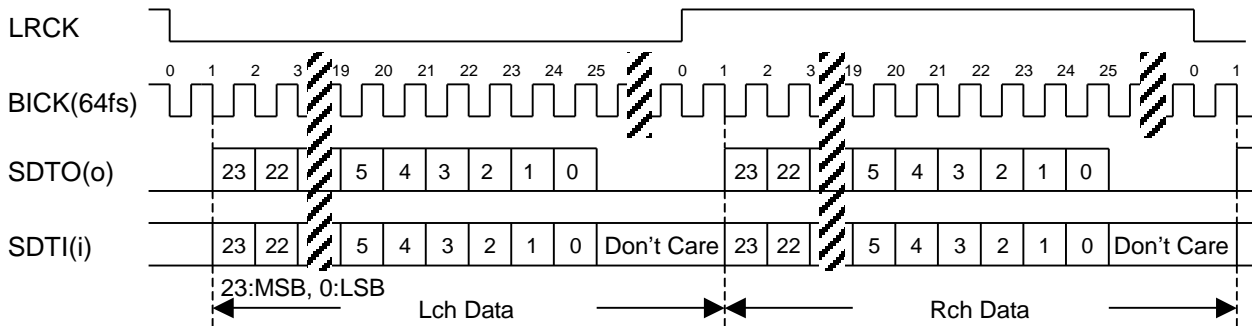 LRCK
0 1 2 3 19 20 21 22 23 24 25 0 1 2 3 19 20 21 22 23 24 25 0 1
BICK(64fs)
SDTO(o) 23 22 5 4 3 2 1 0 23 22 5 4 3 2 1 0
SDTI(i) 23 22 5 4 3 2 1 0 Don't Care 23 22 5 4 3 2 1 0 Don't Care
23:MSB, 0:LSB
Lch Data Rch Data